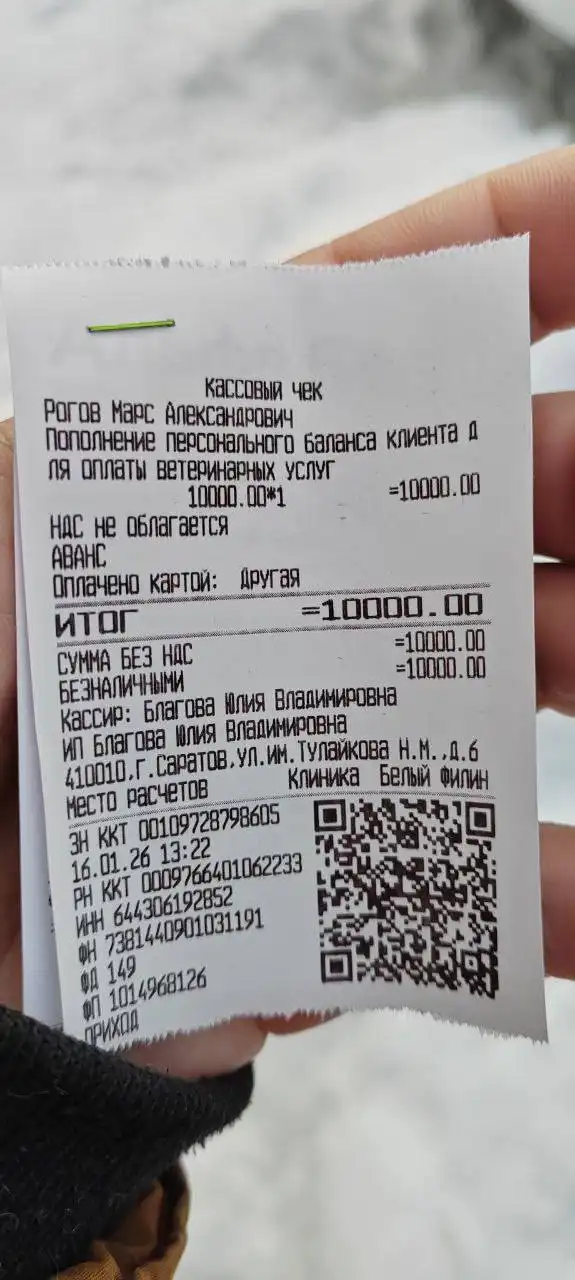 Кассовый чек
Рогов Марс Александрович
Пополнение персонального баланса клиента д
ля оплаты ветеринарных услуг
10000.00*1 =10000.00
НДС не облагается
АВАНС
Оплачено картой: Другая
ИТОГ =10000.00
СУММА БЕЗ НДС =10000.00
БЕЗНАЛИЧНЫМИ =10000.00
Кассир: Благова Юлия Владимировна
ИП Благова Юлия Владимировна
410010,г.Саратов,ул.им.Тулайкова Н.М.,д.6
Место расчетов Клиника Белый Филин
ЗН ККТ 00109728798605
16.01.26 13:22
РН ККТ 0009766401062233
ИНН 644306192852
ФН 7381440901031191
ФД 149
ФП 1014968126
ПРИХОД